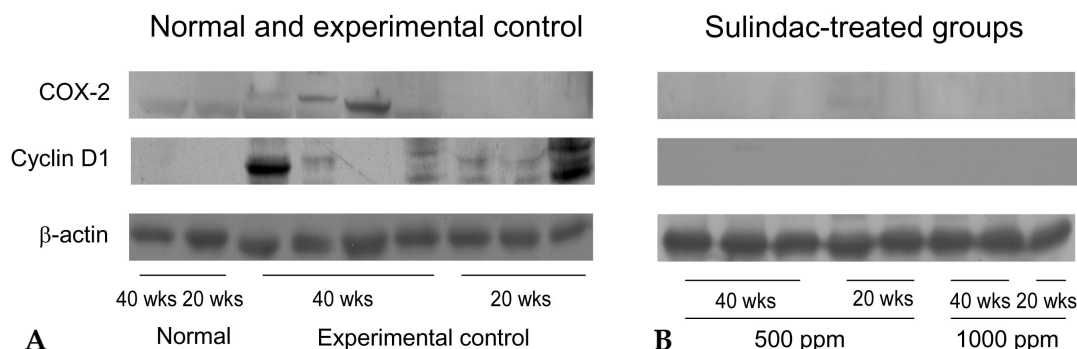 Normal and experimental control
Sulindac-treated groups
COX-2
Cyclin D1
β-actin
40 wks 20 wks 40 wks 20 wks
Normal Experimental control
A
40 wks 20 wks 40 wks 20 wks
500 ppm 1000 ppm
B